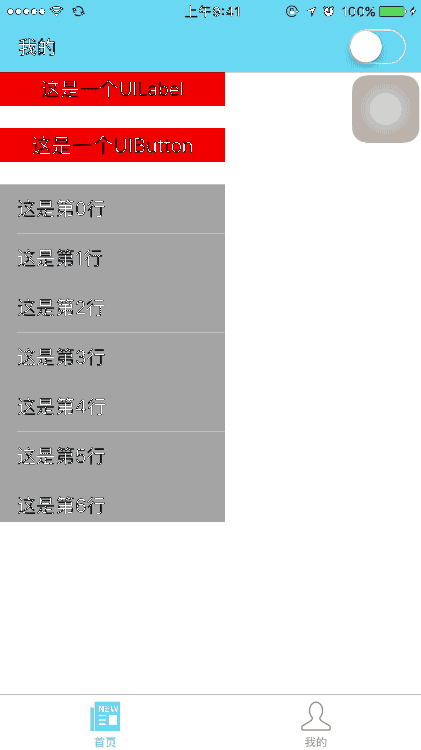 上午9:41
100%
我的
这是一个UILabel
这是一个UIButton
这是第0行
这是第1行
这是第2行
这是第3行
这是第4行
这是第5行
这是第6行
NEW
首页
我的